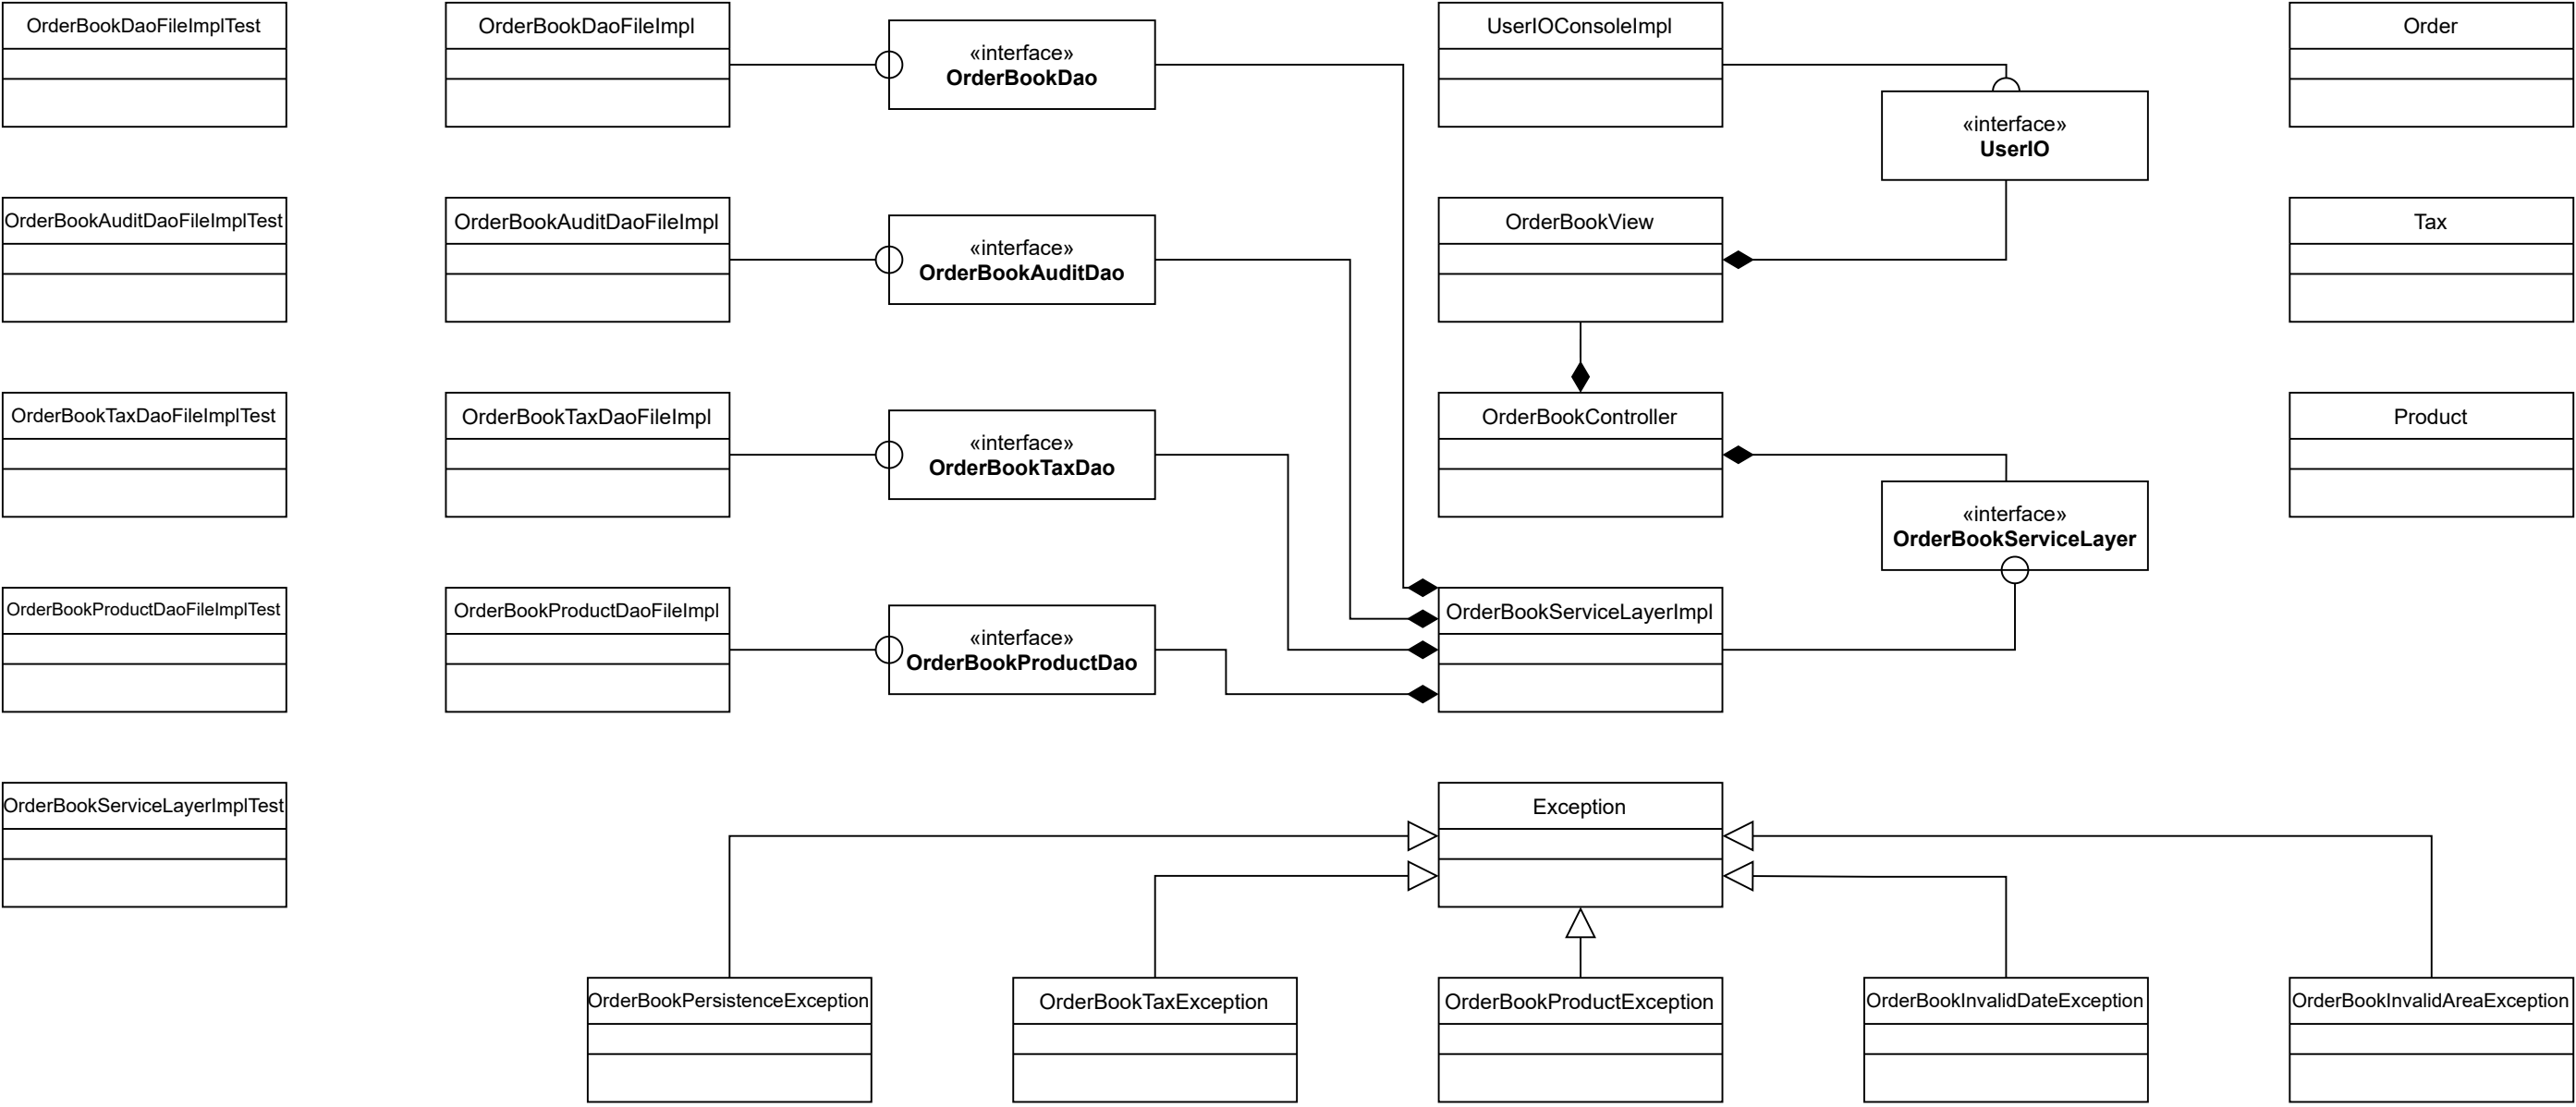 OrderBookDaoFileImplTest
OrderBookDaoFileImpl
«interface»
OrderBookDao
UserIOConsoleImpl
Order
«interface»
UserIO
OrderBookAuditDaoFileImplTest
OrderBookAuditDaoFileImpl
«interface»
OrderBookAuditDao
OrderBookView
Tax
OrderBookTaxDaoFileImplTest
OrderBookTaxDaoFileImpl
«interface»
OrderBookTaxDao
OrderBookController
Product
«interface»
OrderBookServiceLayer
OrderBookProductDaoFileImplTest
OrderBookProductDaoFileImpl
«interface»
OrderBookProductDao
OrderBookServiceLayerImpl
OrderBookServiceLayerImplTest
Exception
OrderBookPersistenceException
OrderBookTaxException
OrderBookProductException
OrderBookInvalidDateException
OrderBookInvalidAreaException